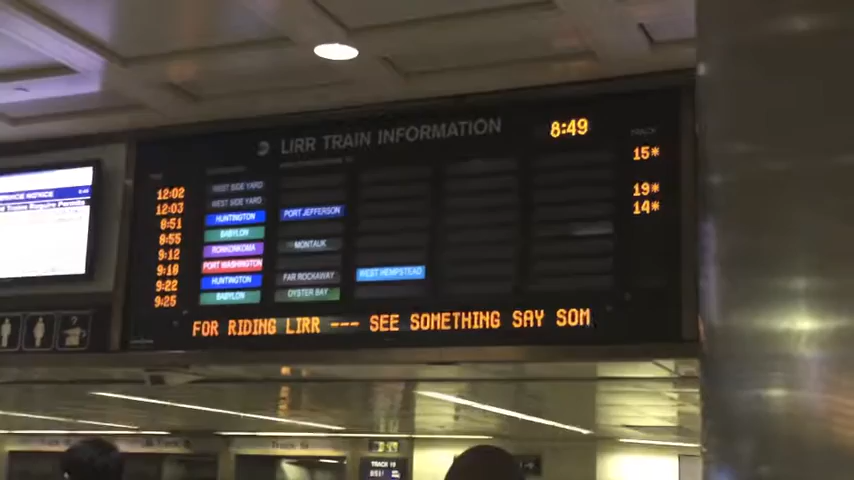 LIRR TRAIN INFORMATION 8:49
TRACK
12:02 WEST SIDE YARD 15*
12:03 WEST SIDE YARD
8:51 HUNTINGTON PORT JEFFERSON 19*
8:55 BABYLON 14*
9:12 RONKONKOMA MONTAUK
9:18 PORT WASHINGTON
9:22 HUNTINGTON FAR ROCKAWAY WEST HEMPSTEAD
9:25 BABYLON OYSTER BAY
FOR RIDING LIRR --- SEE SOMETHING SAY SOM
TRACK 19